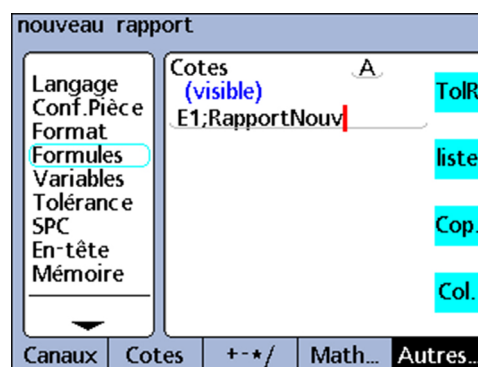 nouveau rapport
Langage
Conf.Pièce
Format
Formules
Variables
Tolérance
SPC
En-tête
Mémoire
Cotes A
(visible)
E1;RapportNouv
TolR
liste
Cop.
Col.
Canaux Cotes +-*/ Math... Autres...